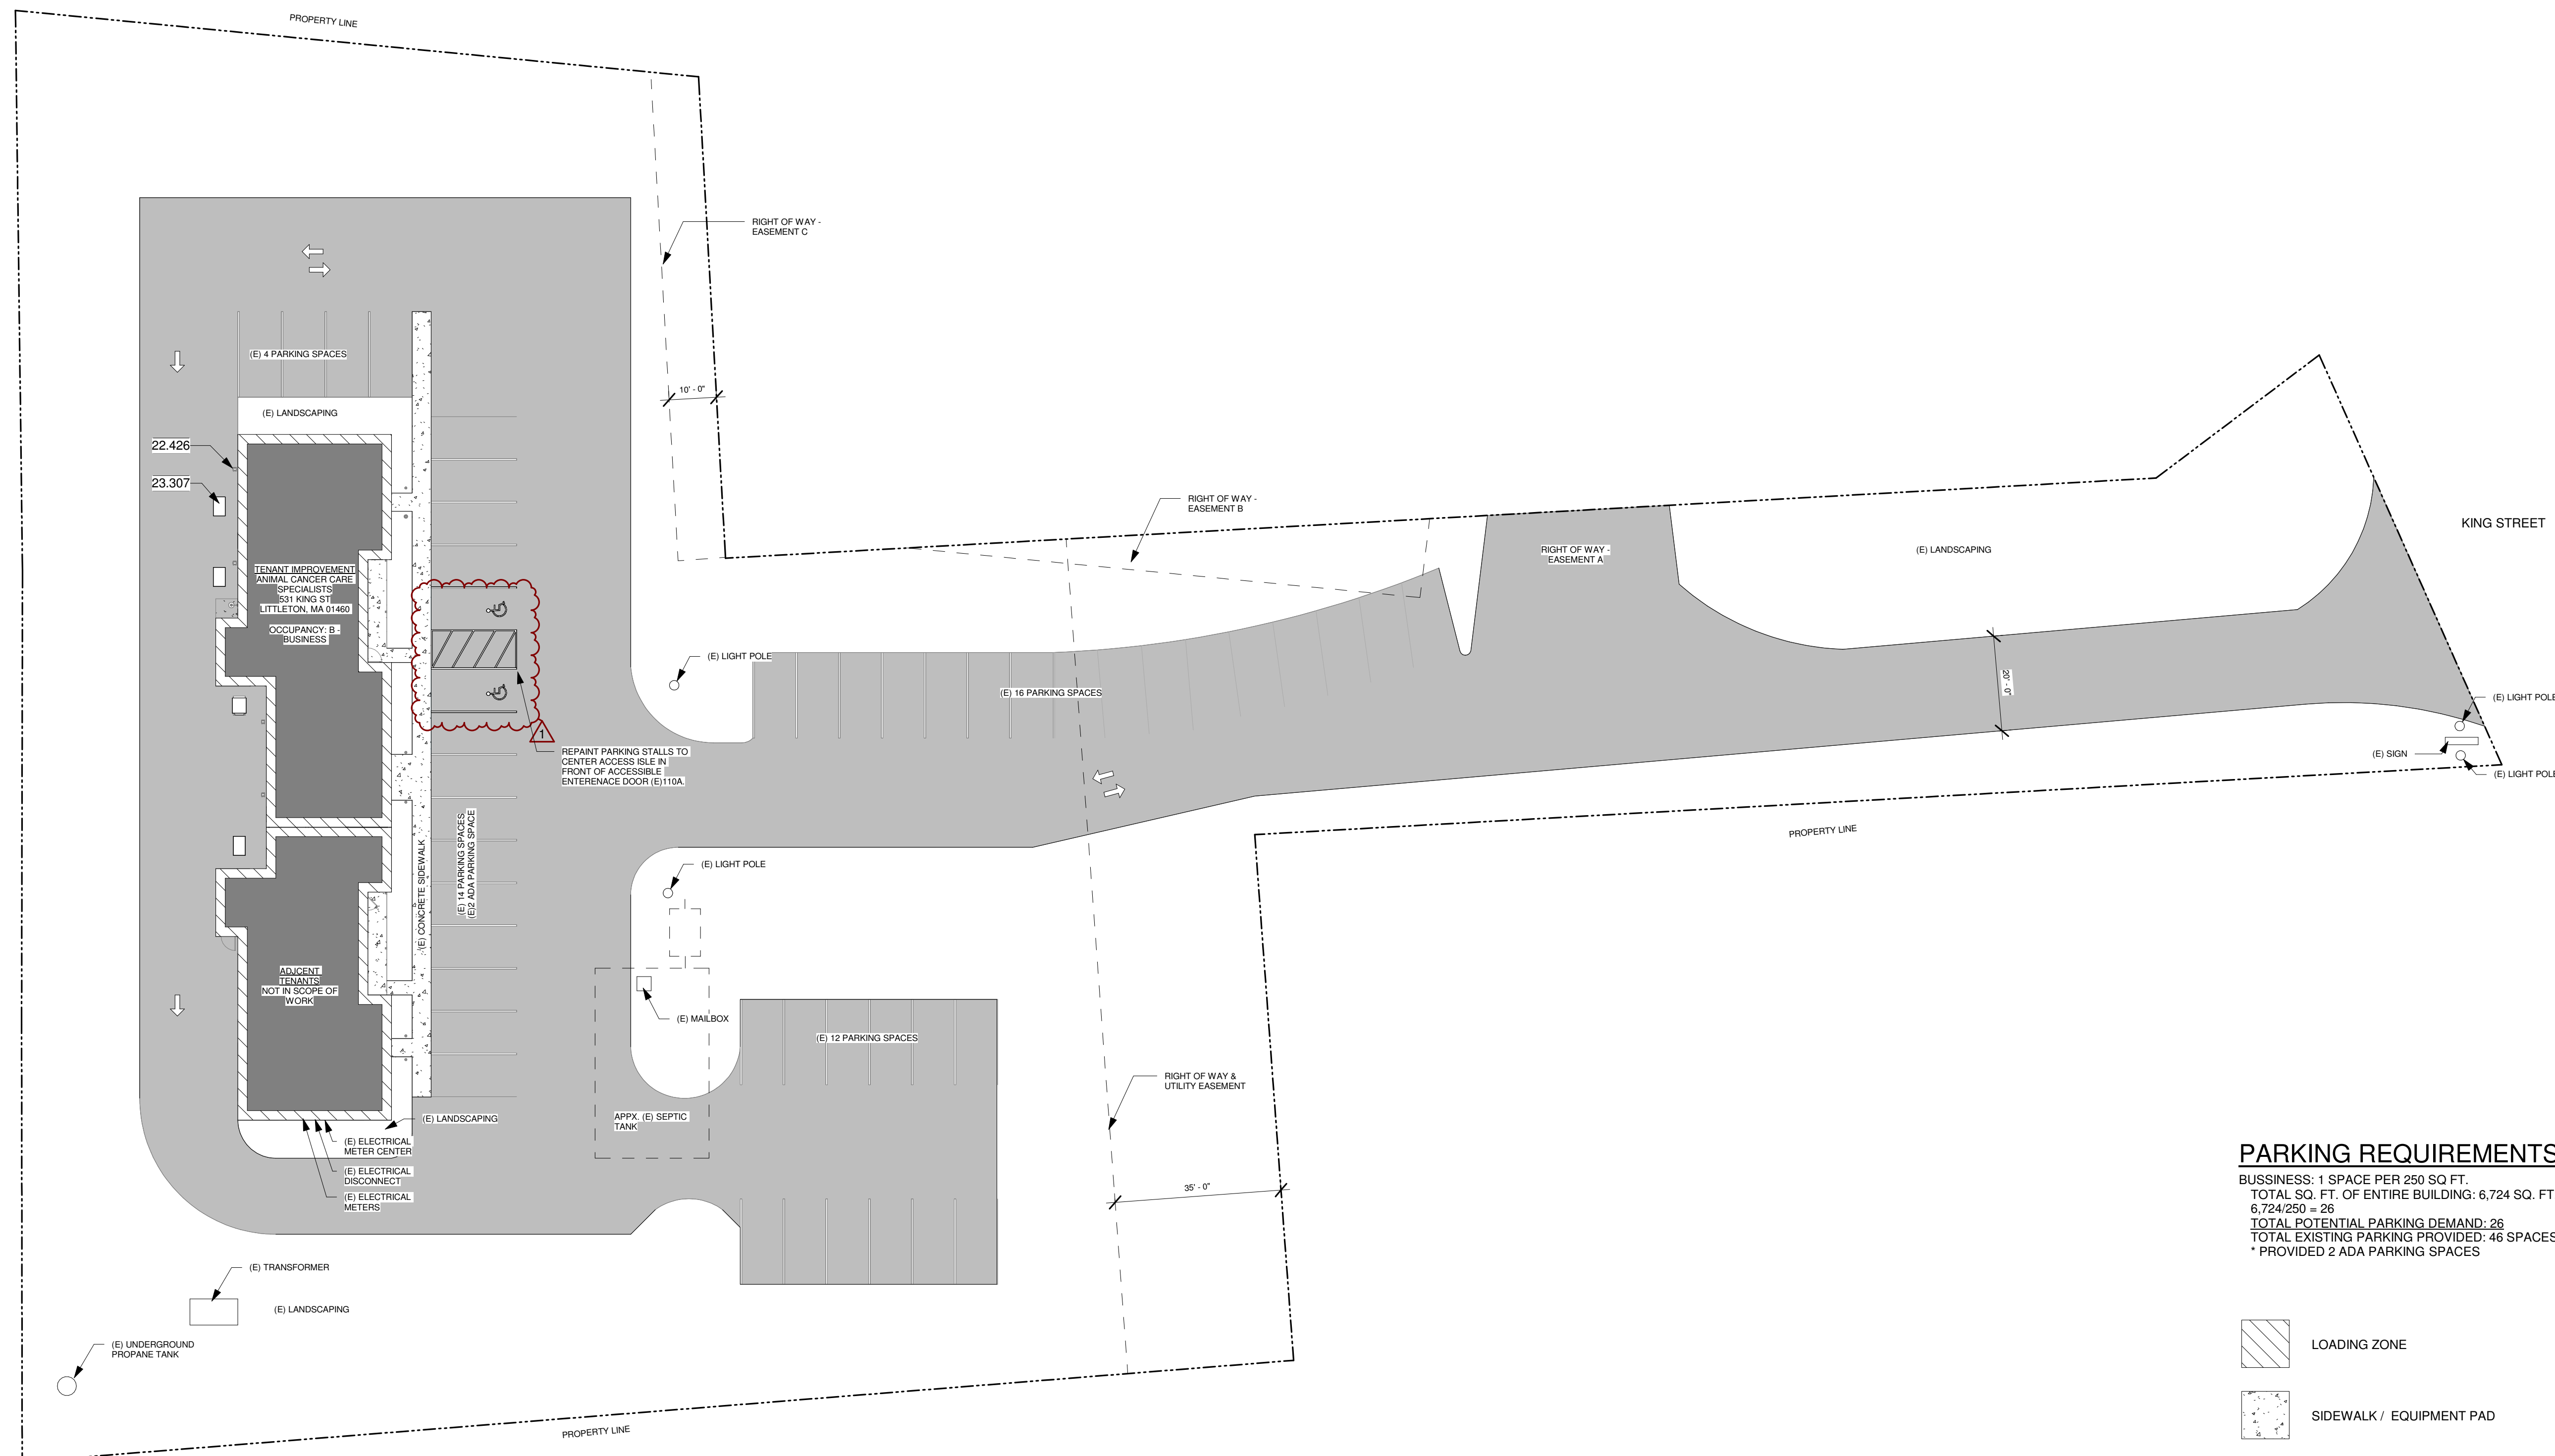 PROPERTY LINE
RIGHT OF WAY -
EASEMENT C
(E) 4 PARKING SPACES
10' - 0"
(E) LANDSCAPING
22.426
23.307
RIGHT OF WAY -
EASEMENT B
KING STREET
RIGHT OF WAY -
EASEMENT A
(E) LANDSCAPING
TENANT IMPROVEMENT
ANIMAL CANCER CARE
SPECIALISTS
531 KING ST
LITTLETON, MA 01460
OCCUPANCY: B -
BUSINESS
(E) LIGHT POLE
(E) 16 PARKING SPACES
20' - 0"
(E) LIGHT POLE
1
REPAINT PARKING STALLS TO
CENTER ACCESS ISLE IN
FRONT OF ACCESSIBLE
ENTERENACE DOOR (E)110A.
(E) SIGN
(E) LIGHT POLE
PROPERTY LINE
(E) CONCRETE SIDEWALK
(E) 14 PARKING SPACES
(E)2 ADA PARKING SPACE
(E) LIGHT POLE
ADJCENT
TENANTS
NOT IN SCOPE OF
WORK
(E) MAILBOX
(E) 12 PARKING SPACES
RIGHT OF WAY &
UTILITY EASEMENT
APPX. (E) SEPTIC
TANK
(E) LANDSCAPING
(E) ELECTRICAL
METER CENTER
(E) ELECTRICAL
DISCONNECT
(E) ELECTRICAL
METERS
35' - 0"
(E) TRANSFORMER
(E) LANDSCAPING
(E) UNDERGROUND
PROPANE TANK
PROPERTY LINE
PARKING REQUIREMENTS
BUSSINESS: 1 SPACE PER 250 SQ FT.
TOTAL SQ. FT. OF ENTIRE BUILDING: 6,724 SQ. FT
6,724/250 = 26
TOTAL POTENTIAL PARKING DEMAND: 26
TOTAL EXISTING PARKING PROVIDED: 46 SPACES
* PROVIDED 2 ADA PARKING SPACES
LOADING ZONE
SIDEWALK / EQUIPMENT PAD